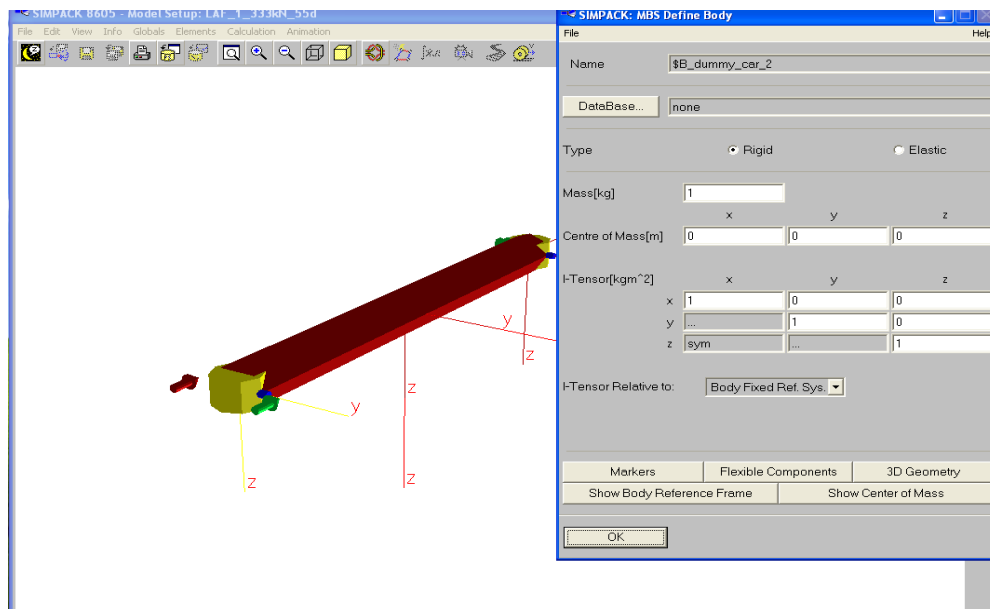 SIMPACK 8605 - Model Setup: LAF_1_333kN_55d
File Edit View Info Globals Elements Calculation Animation
SIMPACK: MBS Define Body
File Help
Name $B_dummy_car_2
DataBase... none
Type Rigid Elastic
Mass[kg] 1
x y z
Centre of Mass[m] 0 0 0
I-Tensor[kgm^2] x y z
x 1 0 0
y ... 1 0
z sym ... 1
I-Tensor Relative to: Body Fixed Ref. Sys.
Markers Flexible Components 3D Geometry
Show Body Reference Frame Show Center of Mass
OK
y
z
z
y
z
z